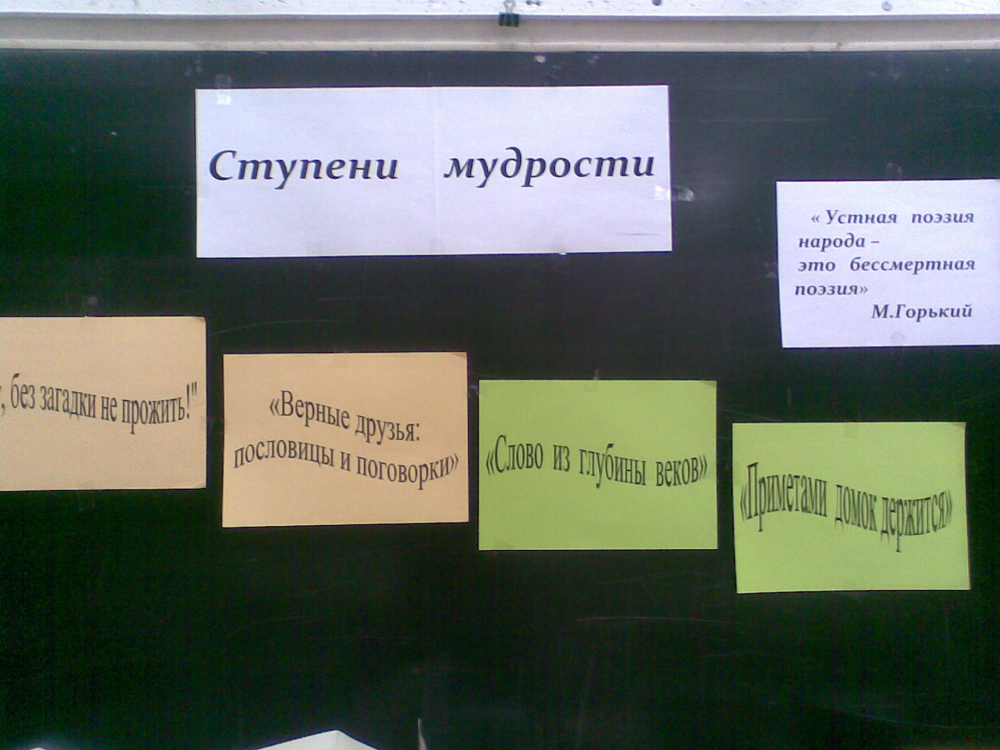 Ступени мудрости
« Устная поэзия
народа –
это бессмертная
поэзия»
М.Горький
, без загадки не прожить!"
«Верные друзья:
пословицы и поговорки»
«Слово из глубины веков»
«Приметами домок держится»